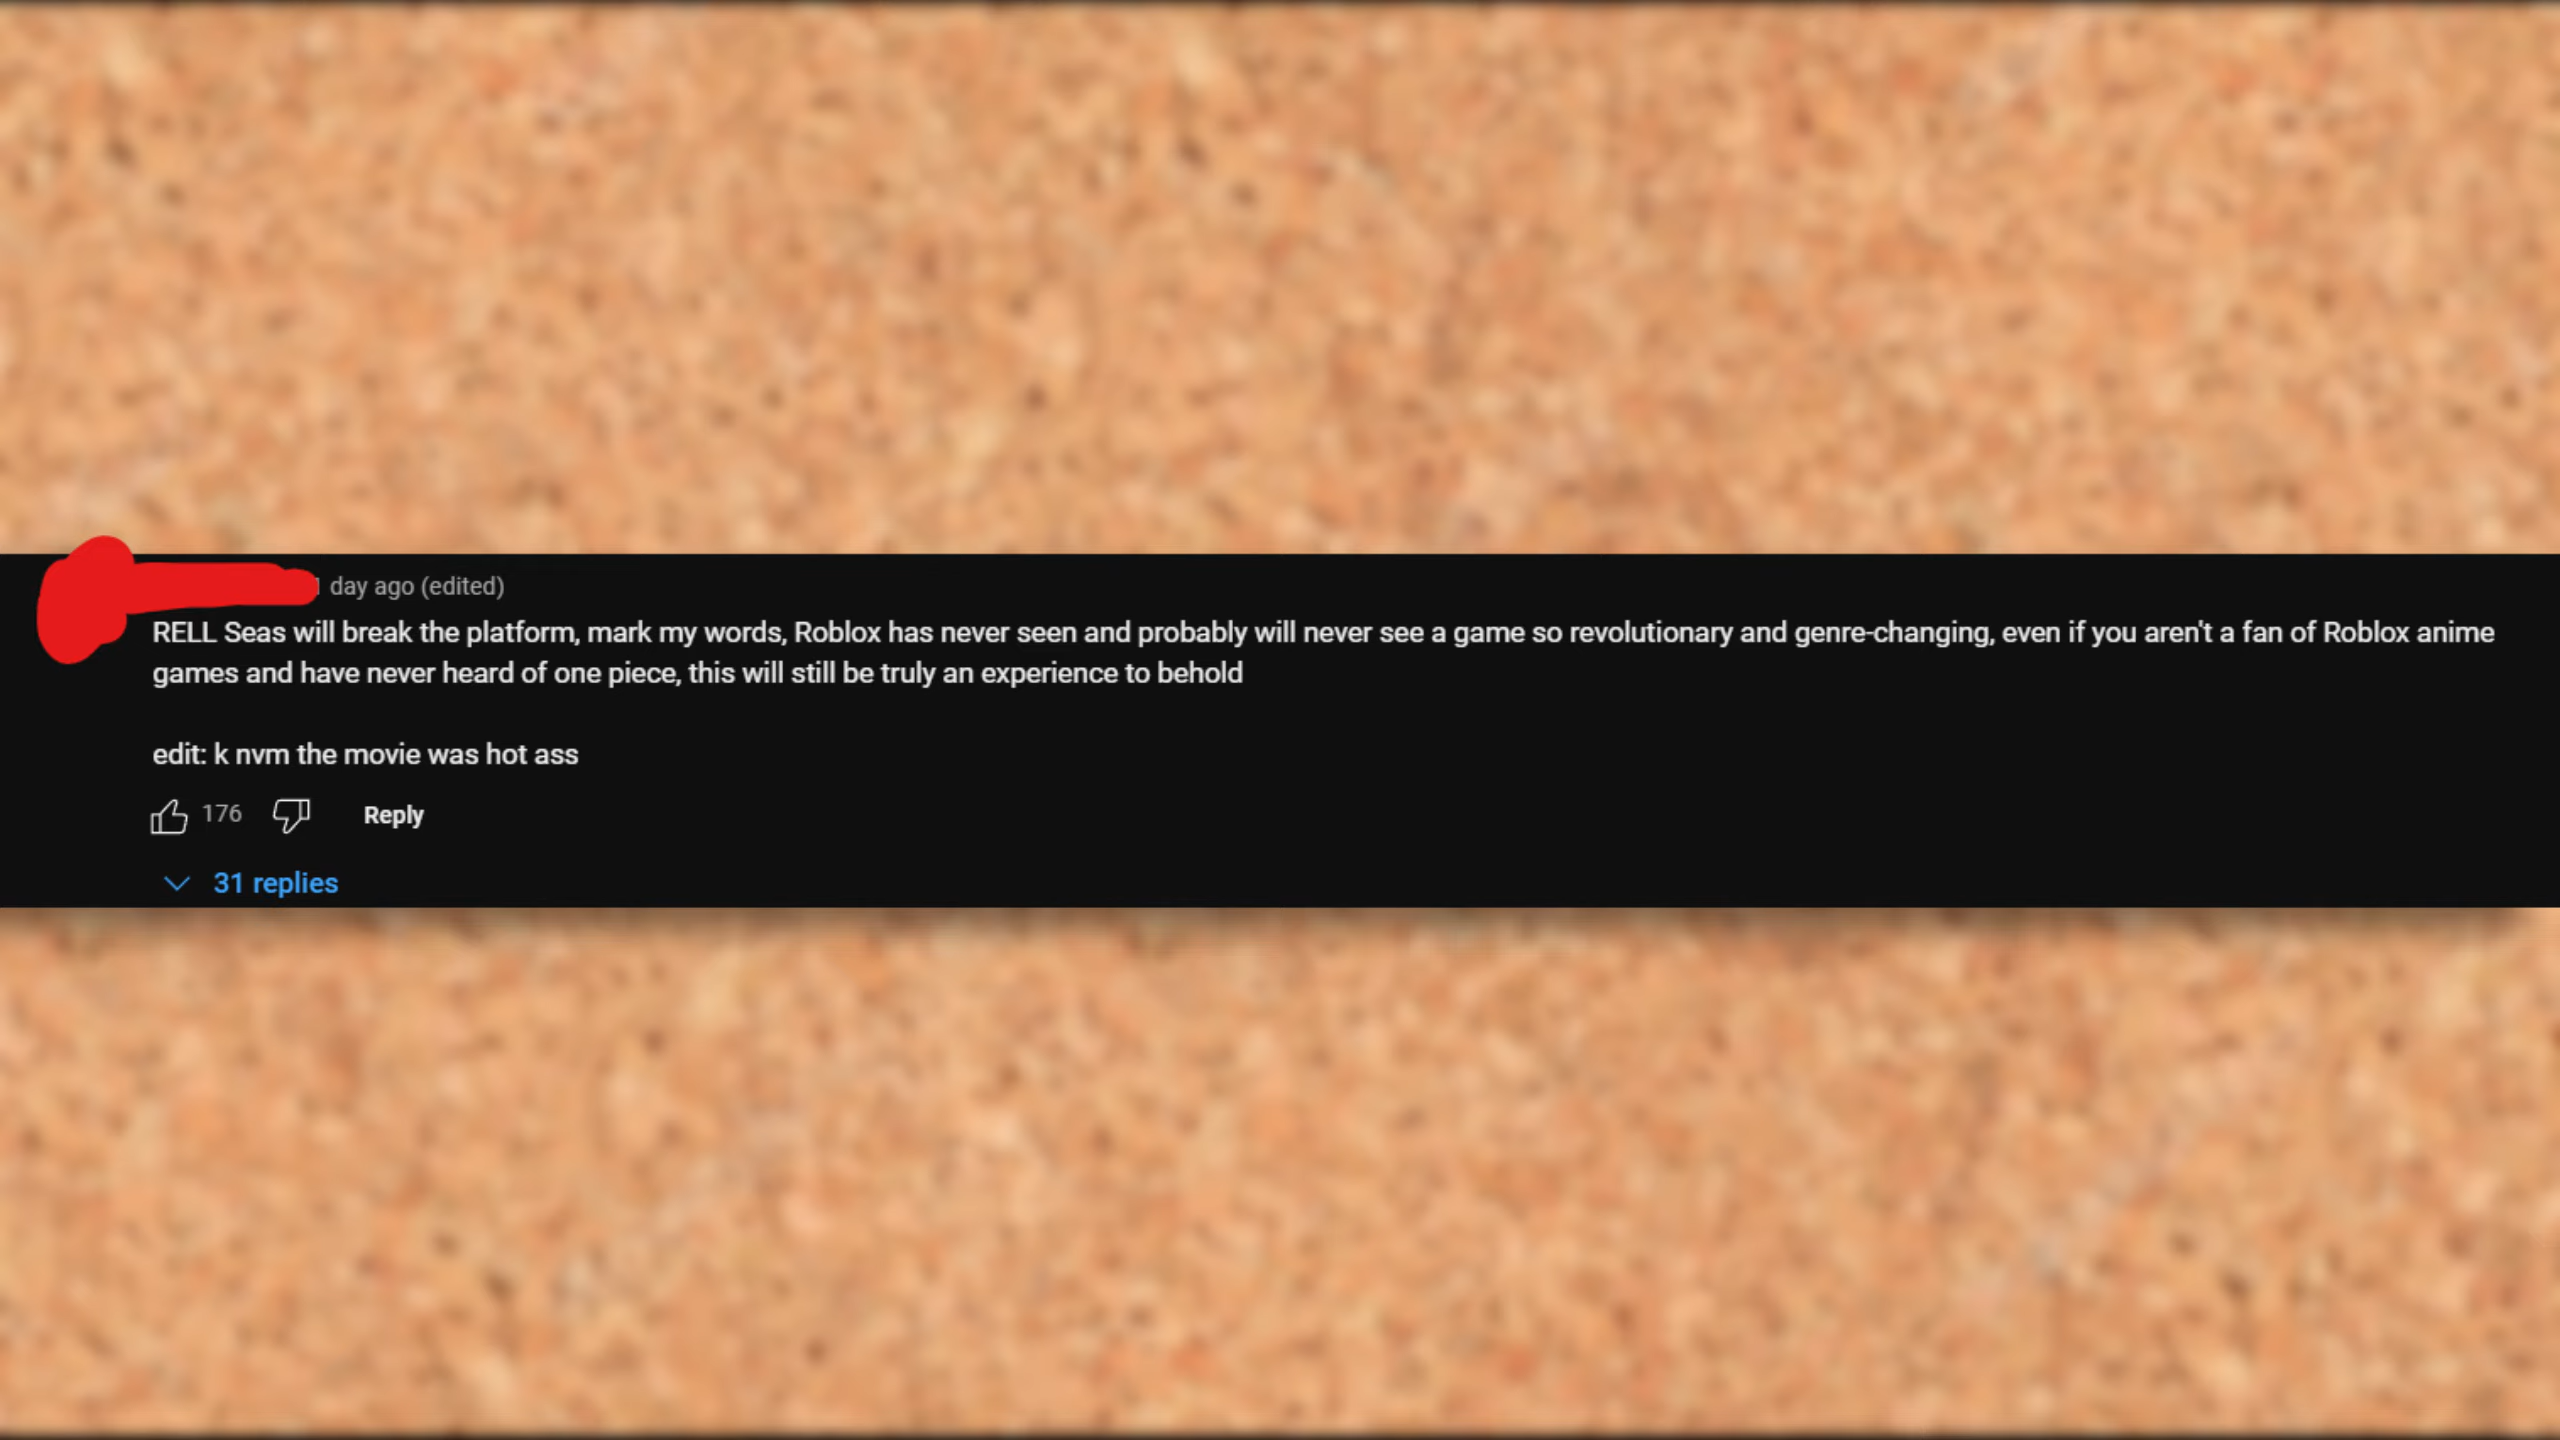 day ago (edited)
RELL Seas will break the platform, mark my words, Roblox has never seen and probably will never see a game so revolutionary and genre-changing, even if you aren't a fan of Roblox anime
games and have never heard of one piece, this will still be truly an experience to behold
edit: k nvm the movie was hot ass
176 Reply
31 replies